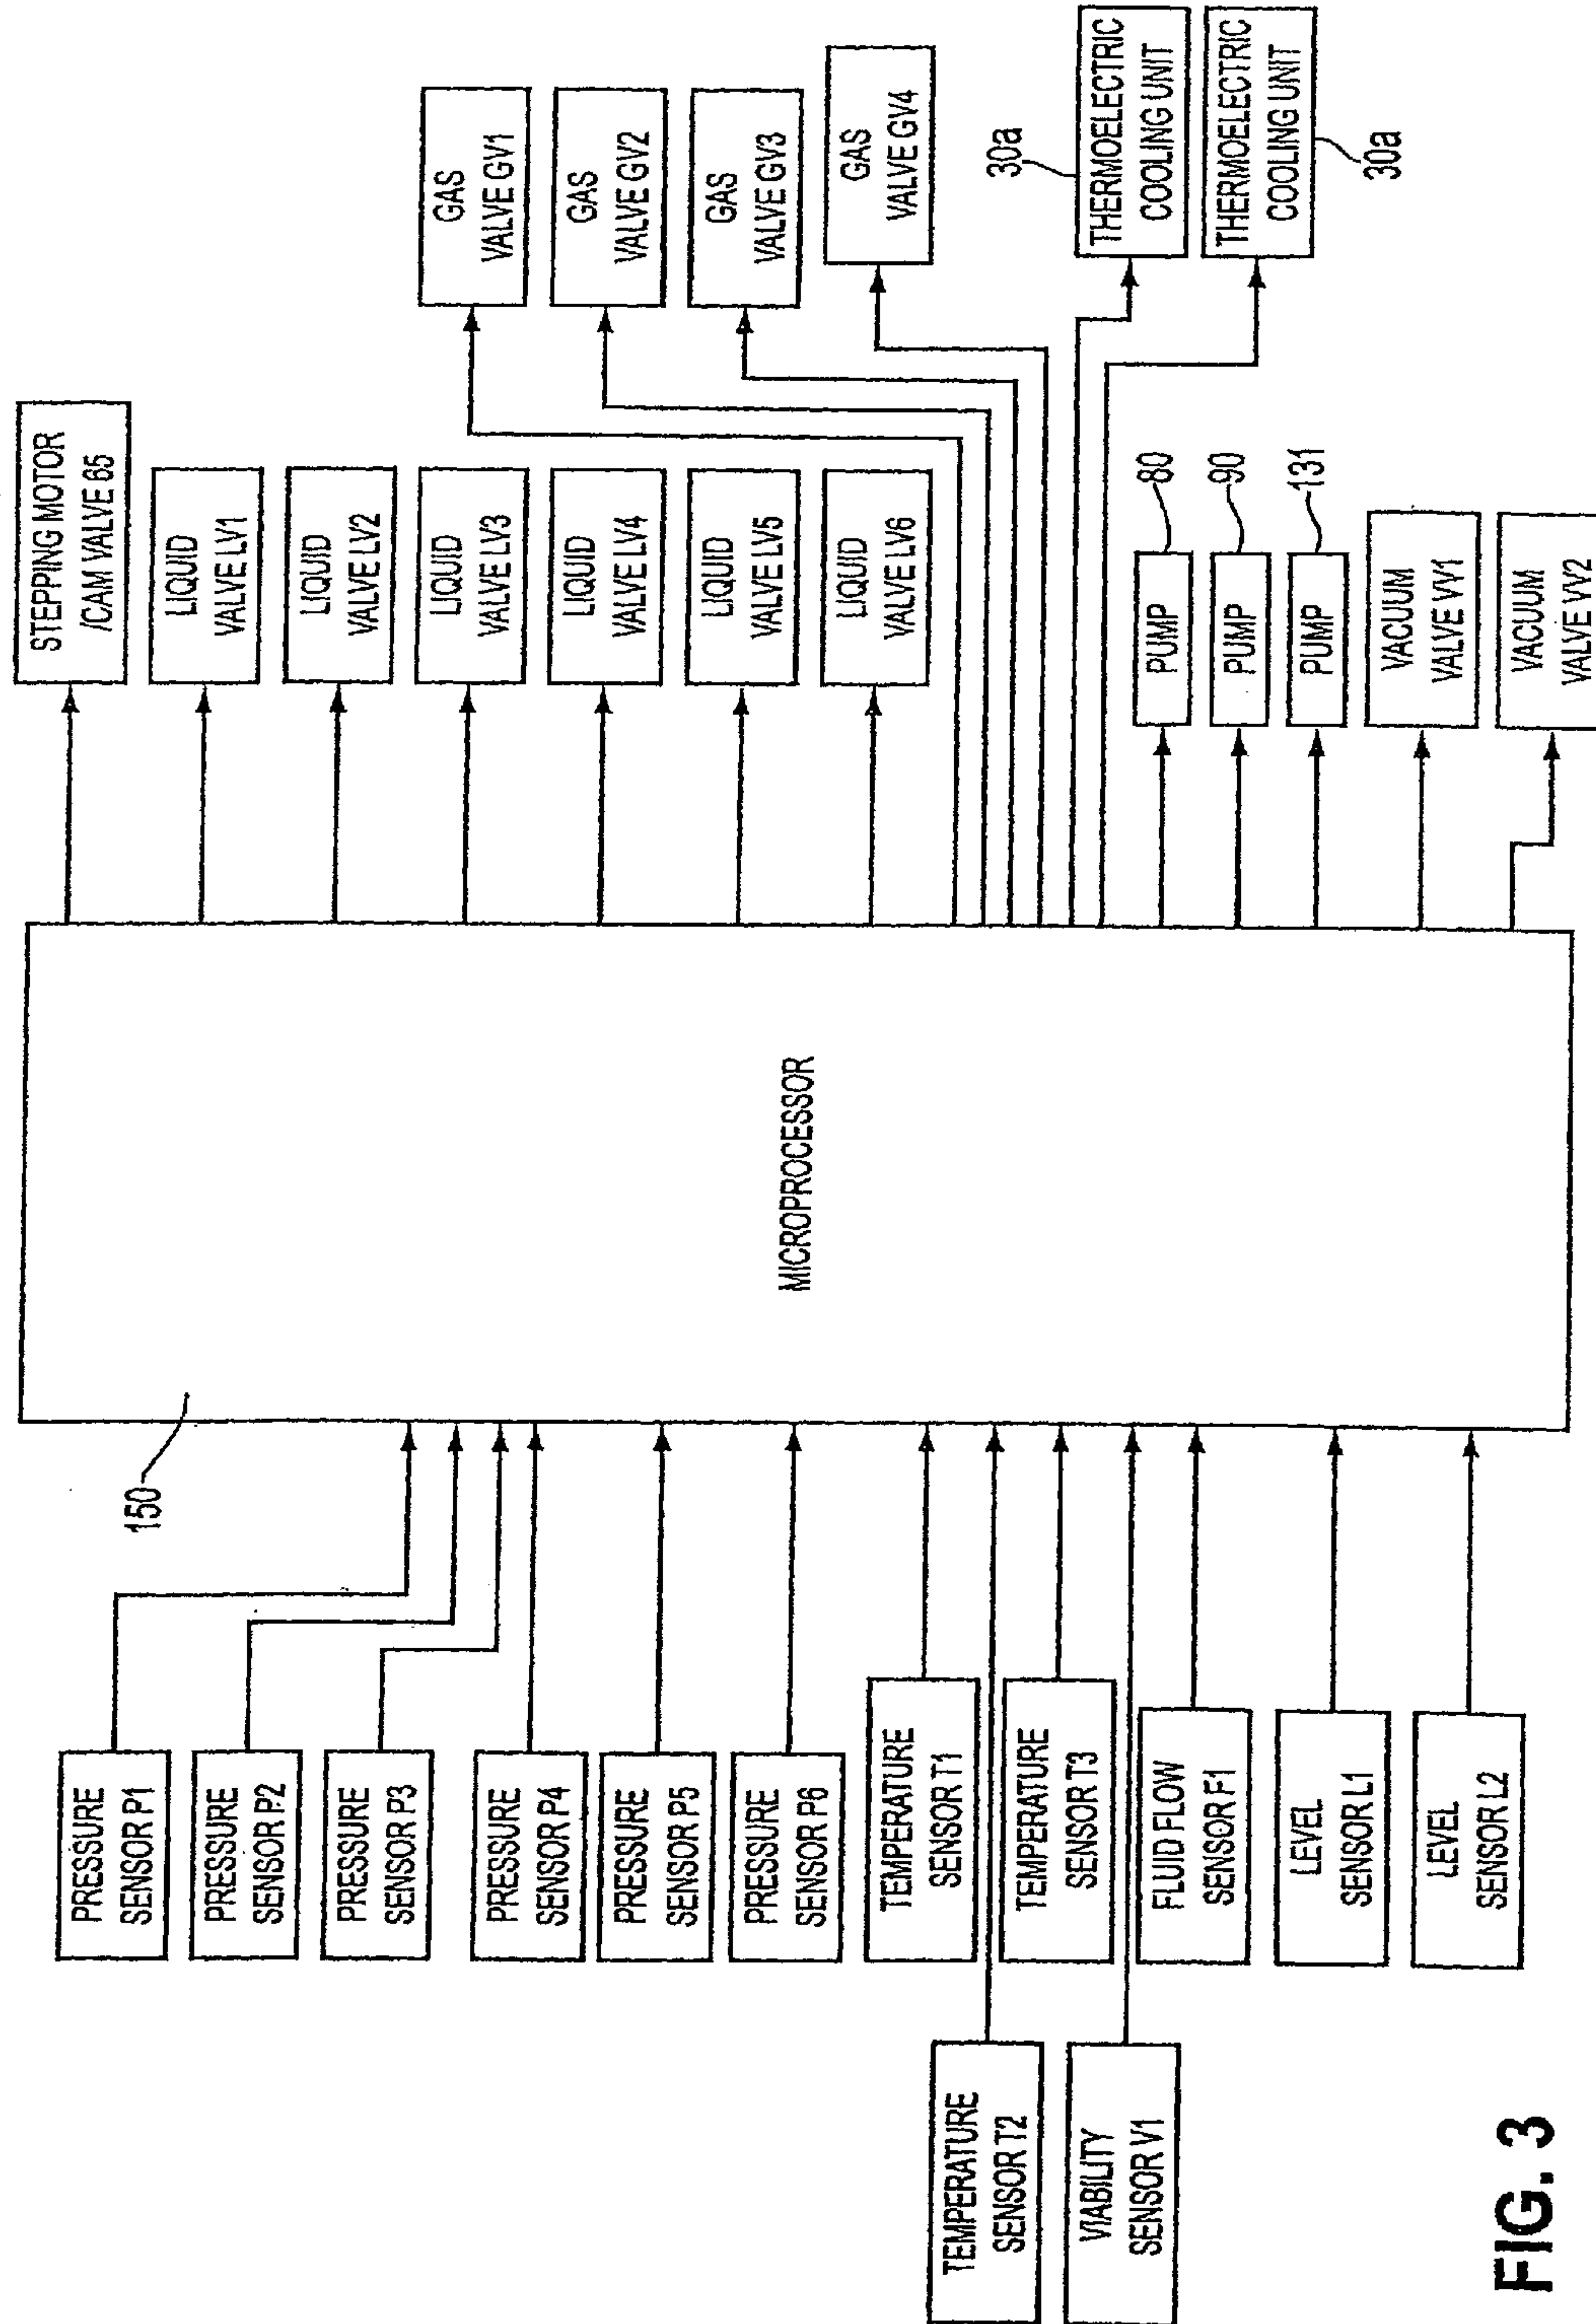 PRESSURE
SENSOR P1
PRESSURE
SENSOR P2
PRESSURE
SENSOR P3
PRESSURE
SENSOR P4
PRESSURE
SENSOR P5
PRESSURE
SENSOR P6
TEMPERATURE
SENSOR T1
TEMPERATURE
SENSOR T2
TEMPERATURE
SENSOR T3
VIABILITY
SENSOR V1
FLUID FLOW
SENSOR F1
LEVEL
SENSOR L1
LEVEL
SENSOR L2
150
MICROPROCESSOR
STEPPING MOTOR
/CAM VALVE 65
LIQUID
VALVE LV1
LIQUID
VALVE LV2
LIQUID
VALVE LV3
LIQUID
VALVE LV4
LIQUID
VALVE LV5
LIQUID
VALVE LV6
GAS
VALVE GV1
GAS
VALVE GV2
GAS
VALVE GV3
GAS
VALVE GV4
30a
THERMOELECTRIC
COOLING UNIT
THERMOELECTRIC
COOLING UNIT
30a
PUMP
80
PUMP
90
PUMP
131
VACUUM
VALVE VV1
VACUUM
VALVE VV2
FIG. 3